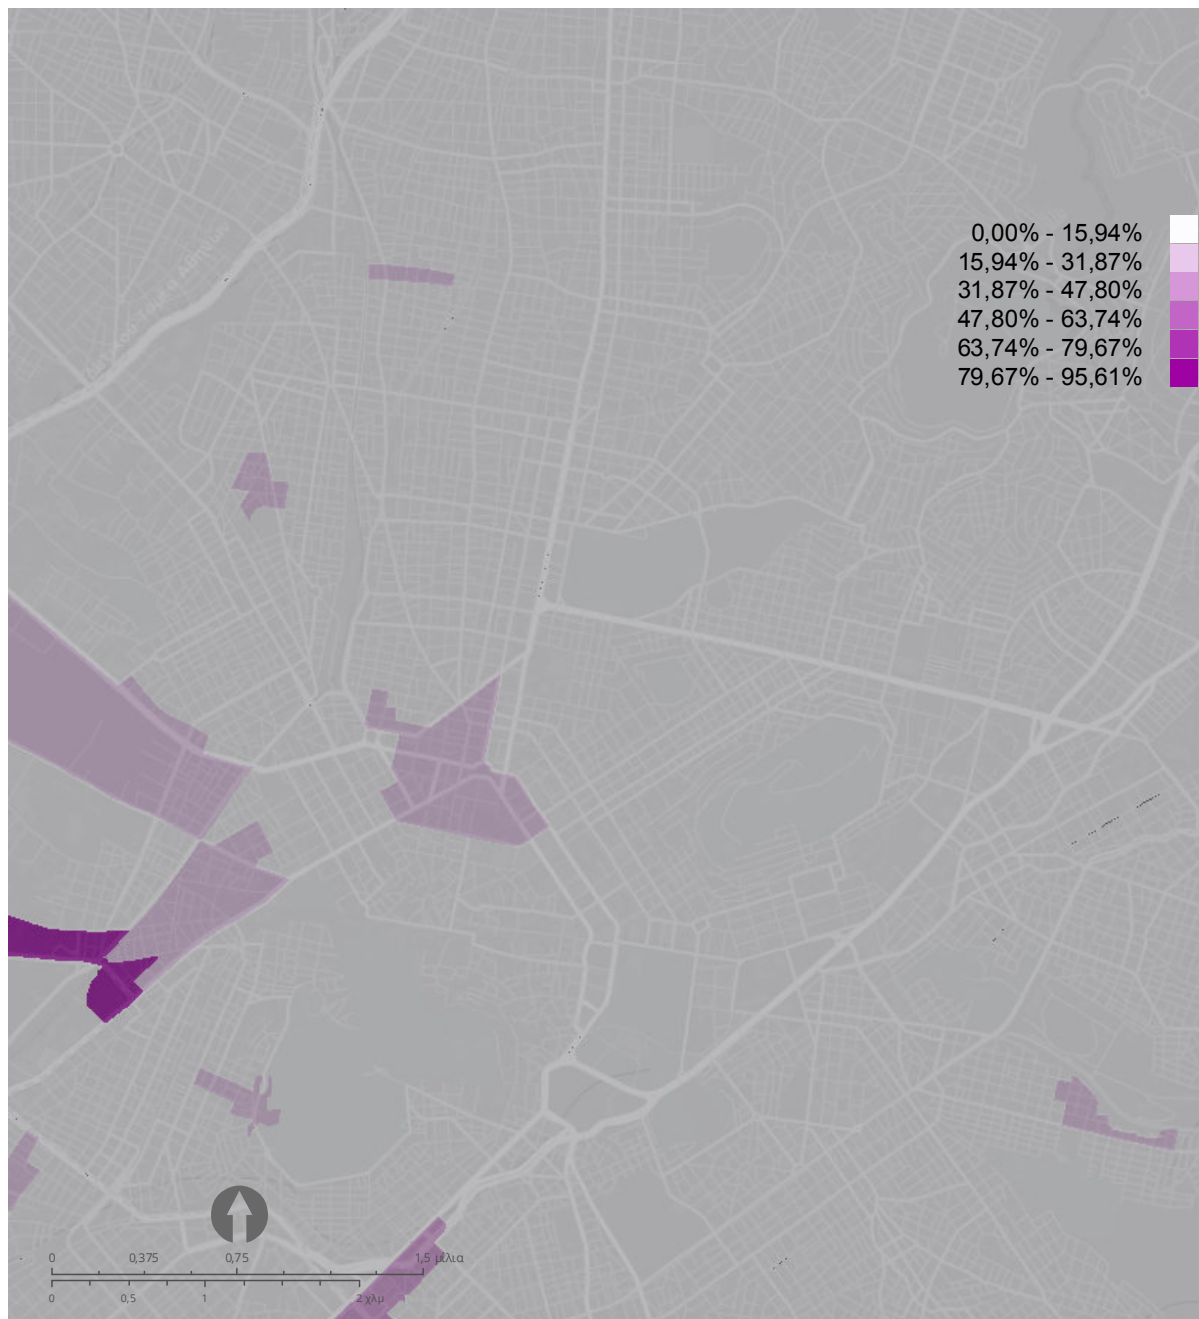 0,00% - 15,94%
15,94% - 31,87%
31,87% - 47,80%
47,80% - 63,74%
63,74% - 79,67%
79,67% - 95,61%
0 0,375 0,75 1,5 μίλια
0 0,5 1 2 χλμ